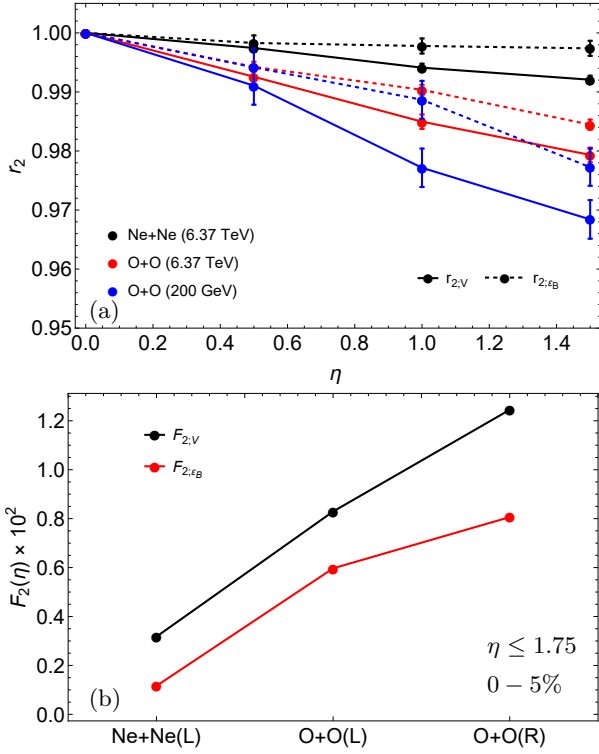 (a)
1.00
0.99
0.98
0.97
0.96
0.95
r₂
Ne+Ne (6.37 TeV)
O+O (6.37 TeV)
O+O (200 GeV)
r₂;V r₂;εB
0.0 0.2 0.4 0.6 0.8 1.0 1.2 1.4
η
(b)
1.2
1.0
0.8
0.6
0.4
0.2
0.0
F₂(η) × 10²
F₂;V
F₂;εB
η ≤ 1.75
0 − 5%
Ne+Ne(L) O+O(L) O+O(R)